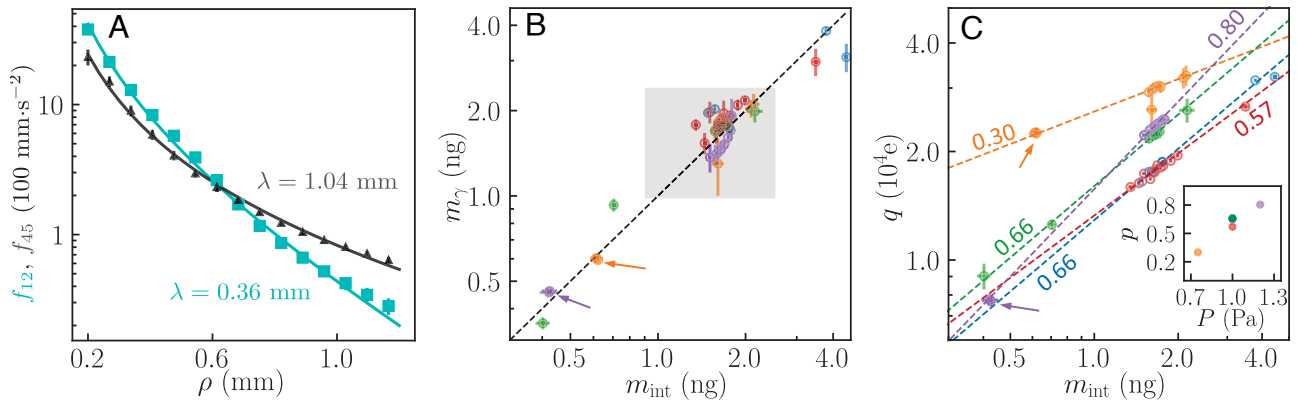 A
f₁₂, f₄₅ (100 mm·s⁻²)
10
1
λ = 1.04 mm
λ = 0.36 mm
0.2 0.6 1.0
ρ (mm)
B
m_γ (ng)
4.0
2.0
1.0
0.5
0.5 1.0 2.0 4.0
m_int (ng)
C
q (10⁴e)
4.0
2.0
1.0
0.80
0.30
0.57
0.66
0.66
p
0.8
0.5
0.2
0.7 1.0 1.3
P (Pa)
0.5 1.0 2.0 4.0
m_int (ng)